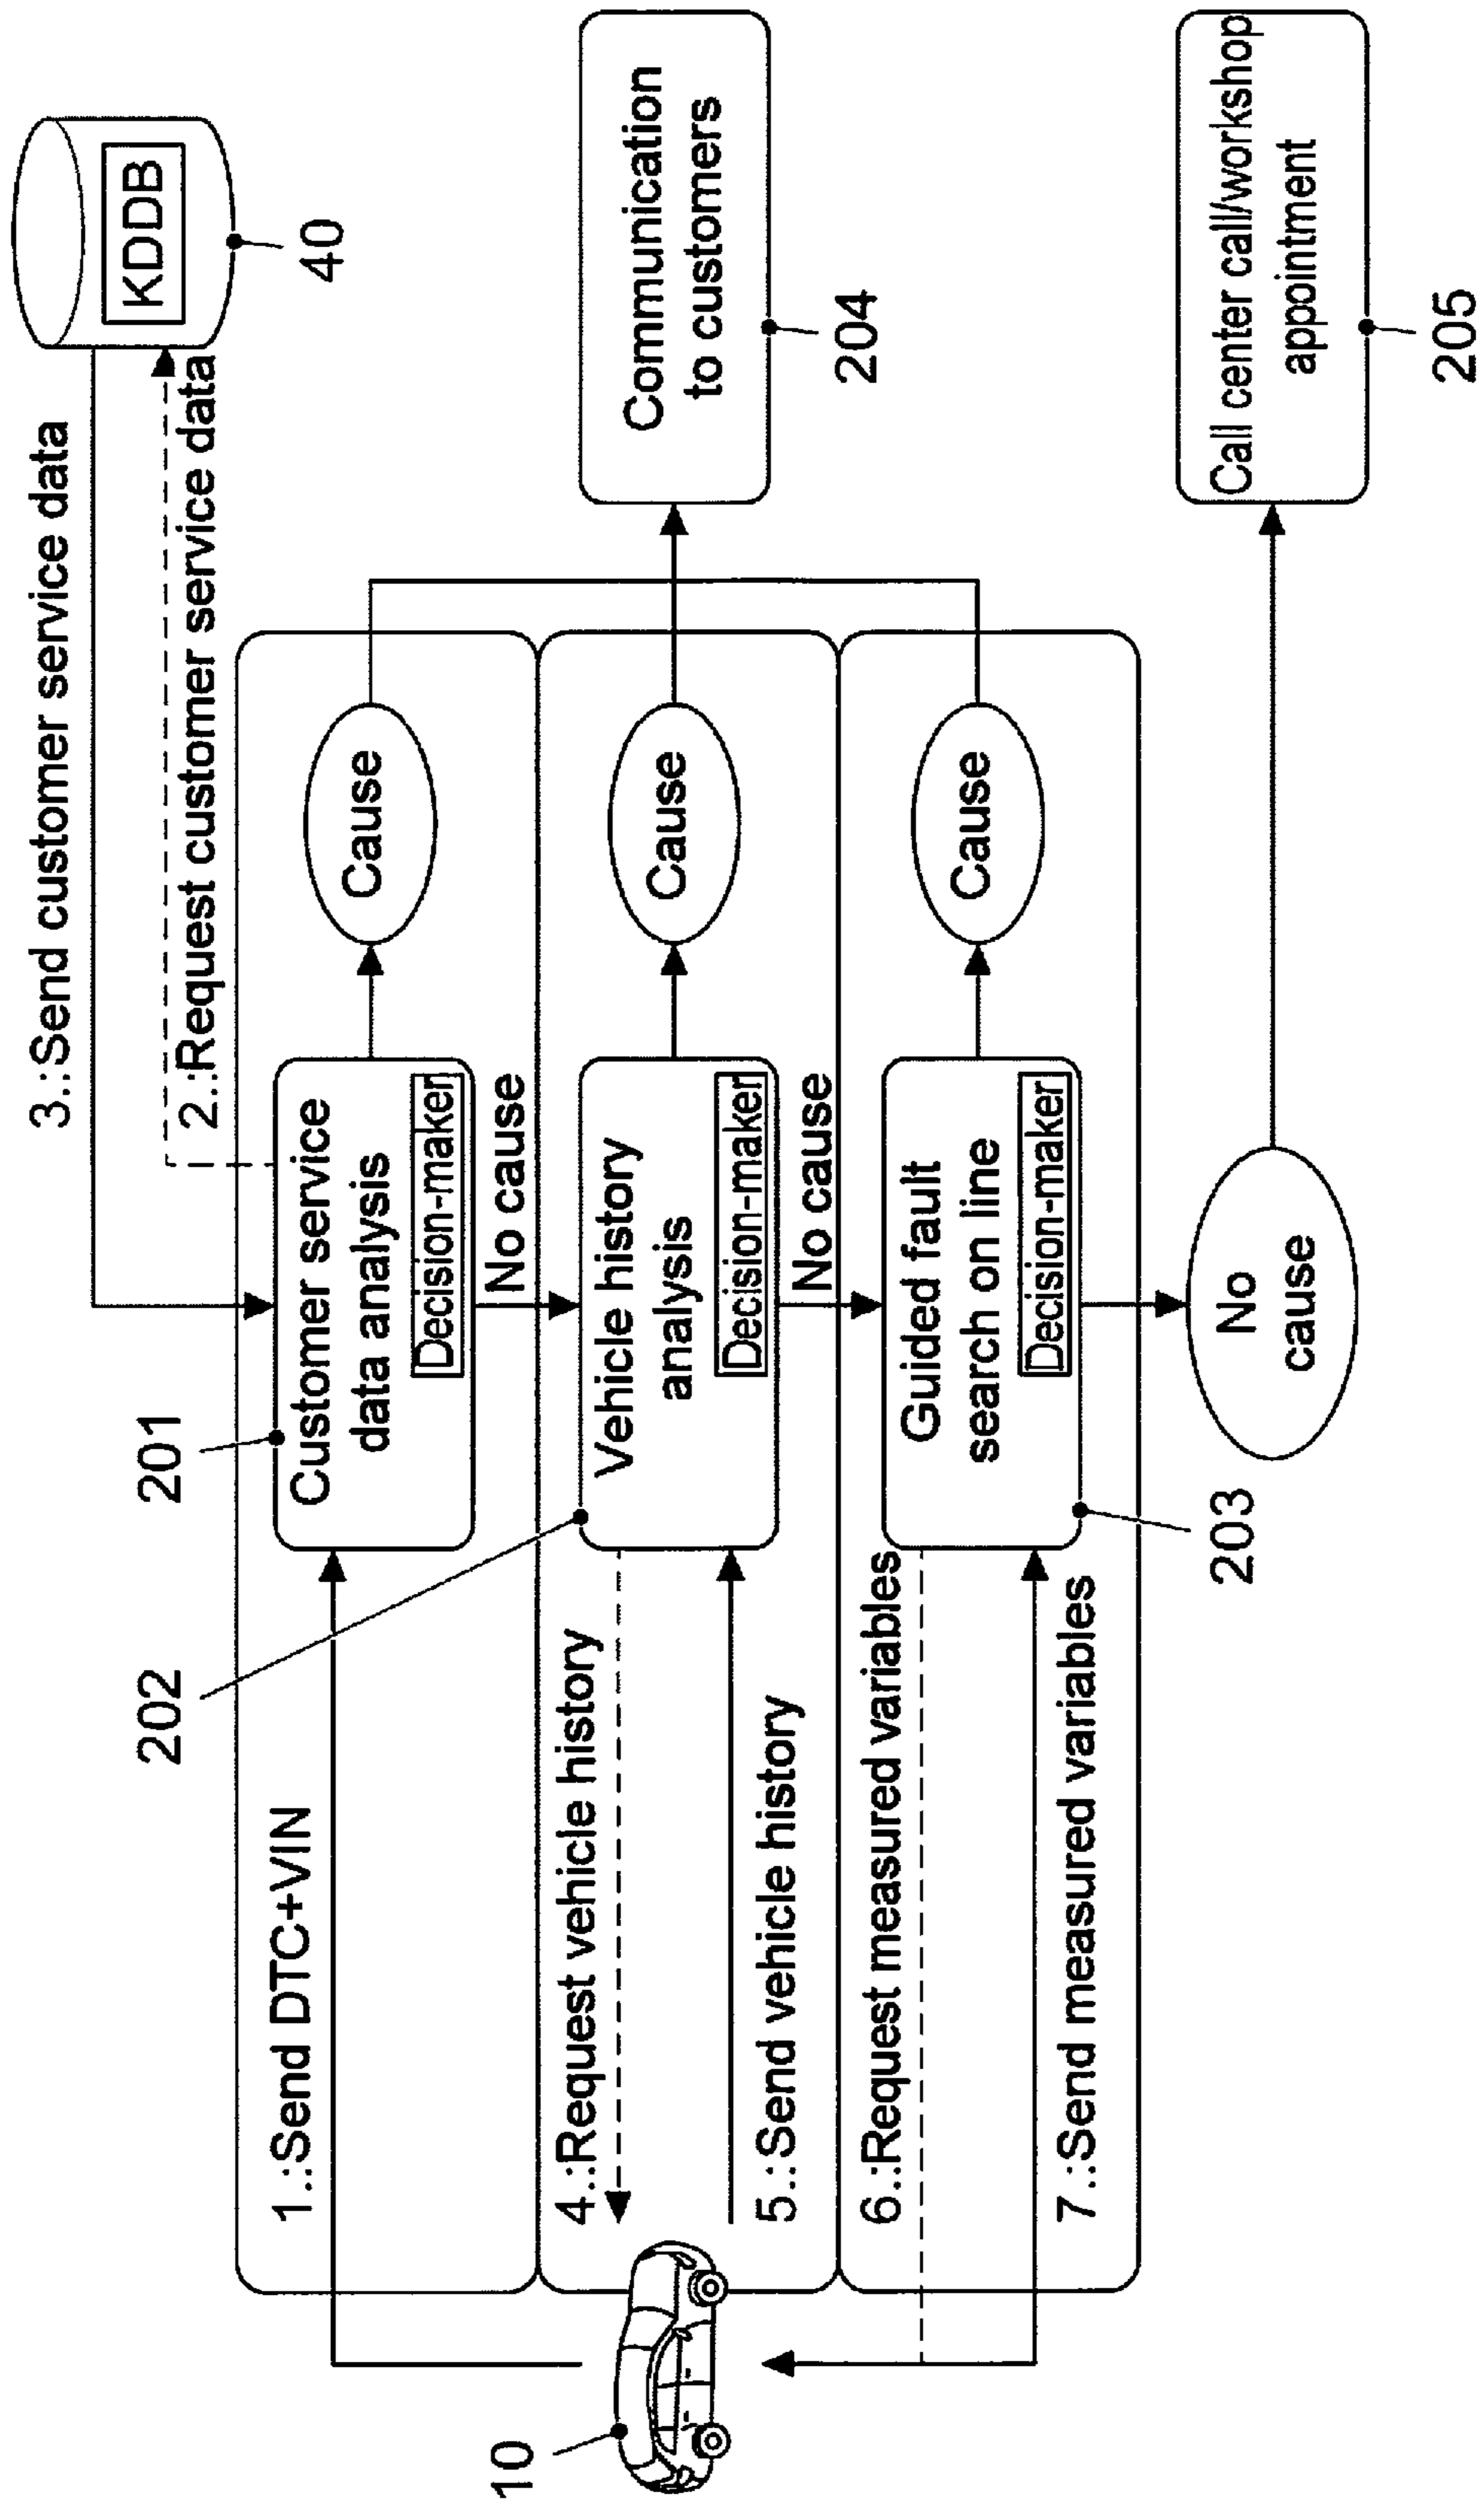 3.:Send customer service data
KDDB
2.:Request customer service data
40
201
202
1.:Send DTC+VIN
Customer service
data analysis
Decision-maker
Cause
No cause
10
4.:Request vehicle history
5.:Send vehicle history
Vehicle history
analysis
Decision-maker
Cause
Communication
to customers
204
No cause
6.:Request measured variables
7.:Send measured variables
Guided fault
search on line
Decision-maker
Cause
203
No
cause
Call center call/workshop
appointment
205